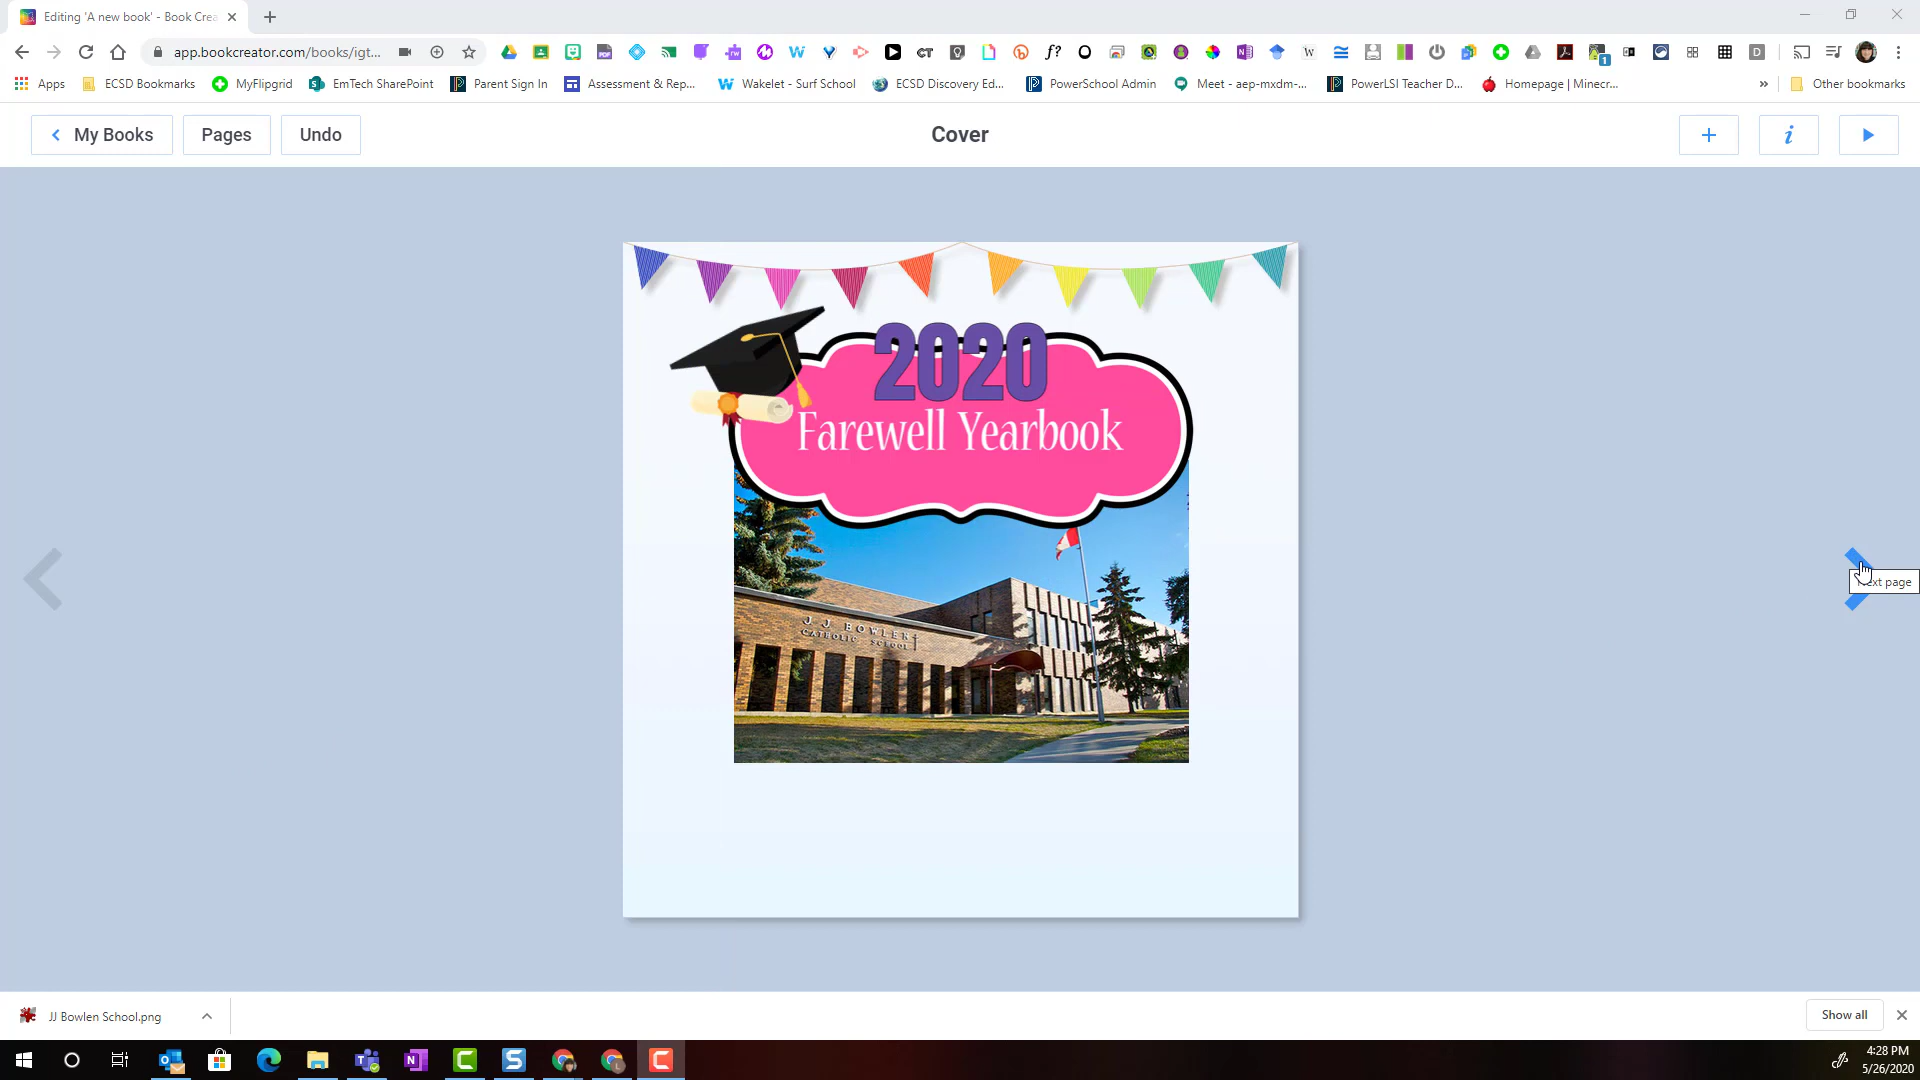 Editing 'A new book' - Book Crea
app.bookcreator.com/books/igt...
Apps
ECSD Bookmarks
MyFlipgrid
EmTech SharePoint
Parent Sign In
Assessment & Rep...
Wakelet - Surf School
ECSD Discovery Ed...
PowerSchool Admin
Meet - aep-mxdm-...
PowerLSI Teacher D...
Homepage | Minecr...
»
Other bookmarks
My Books
Pages
Undo
Cover
2020
Farewell Yearbook
J J BOWLEN
CATHOLIC SCHOOL
page
JJ Bowlen School.png
Show all
4:28 PM
5/26/2020